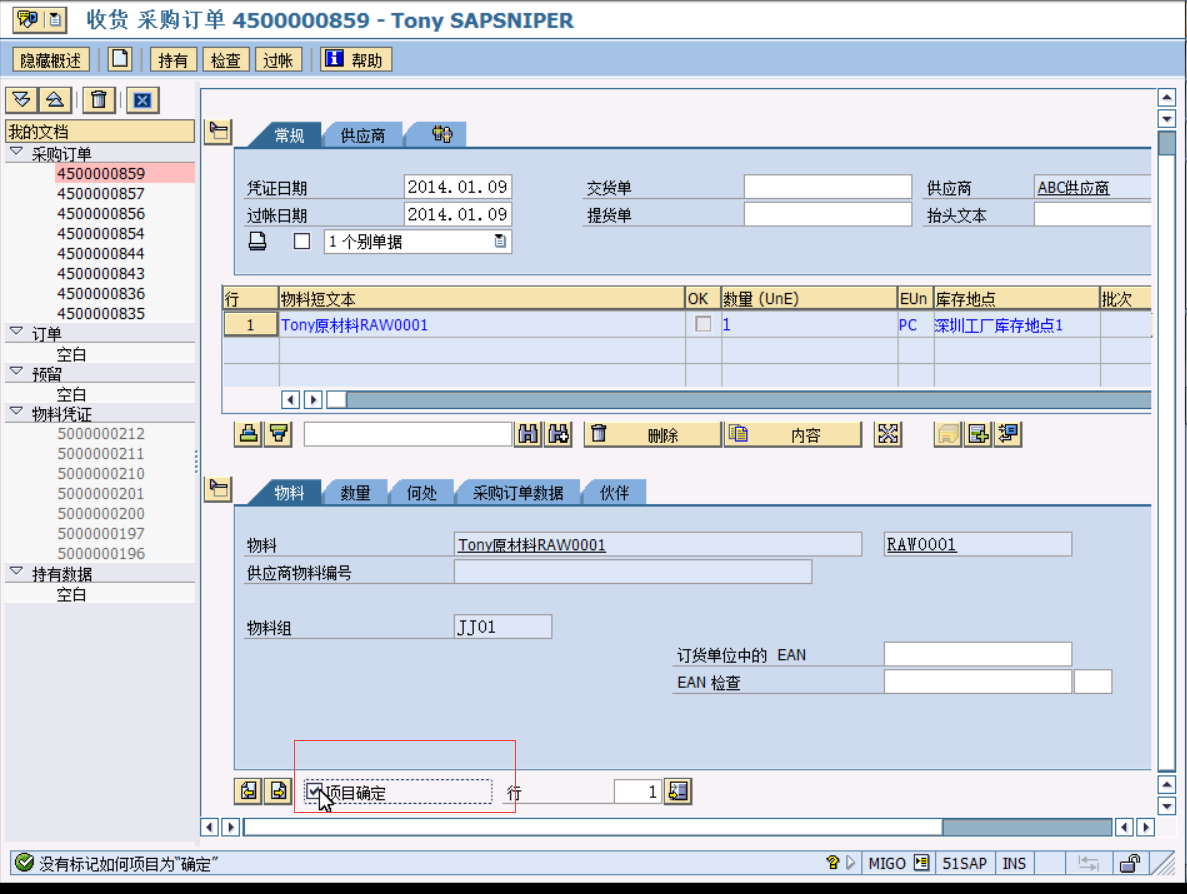 收货 采购订单 4500000859 - Tony SAPSNIPER
隐藏概述 持有 检查 过帐 帮助
我的文档
采购订单
4500000859
4500000857
4500000856
4500000854
4500000844
4500000843
4500000836
4500000835
订单
空白
预留
空白
物料凭证
5000000212
5000000211
5000000210
5000000201
5000000200
5000000197
5000000196
持有数据
空白
常规 供应商
凭证日期 2014.01.09 交货单 供应商 ABC供应商
过帐日期 2014.01.09 提货单 抬头文本
1 个别单据
行 物料短文本 OK 数量 (UnE) EUn 库存地点 批次
1 Tony原材料RAW0001 1 PC 深圳工厂库存地点1
删除 内容
物料 数量 何处 采购订单数据 伙伴
物料 Tony原材料RAW0001 RAW0001
供应商物料编号
物料组 JJ01
订货单位中的 EAN
EAN 检查
项目确定 行 1
没有标记如何项目为"确定" MIGO 51SAP INS